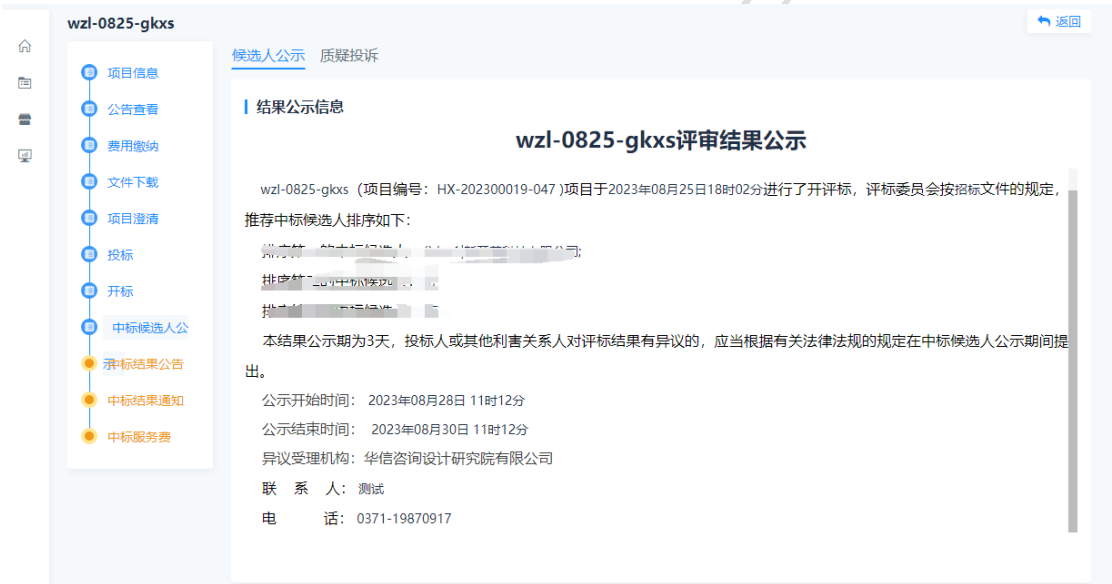 wzl-0825-gkxs
返回
项目信息
公告查看
费用缴纳
文件下载
项目澄清
投标
开标
中标候选人公
示
中标结果公告
中标结果通知
中标服务费
候选人公示 质疑投诉
结果公示信息
wzl-0825-gkxs评审结果公示
wzl-0825-gkxs（项目编号：HX-202300019-047 )项目于2023年08月25日18时02分进行了开评标，评标委员会按招标文件的规定，
推荐中标候选人排序如下：
本结果公示期为3天，投标人或其他利害关系人对评标结果有异议的，应当根据有关法律法规的规定在中标候选人公示期间提
出。
公示开始时间： 2023年08月28日 11时12分
公示结束时间： 2023年08月30日 11时12分
异议受理机构：华信咨询设计研究院有限公司
联 系 人： 测试
电 话： 0371-19870917